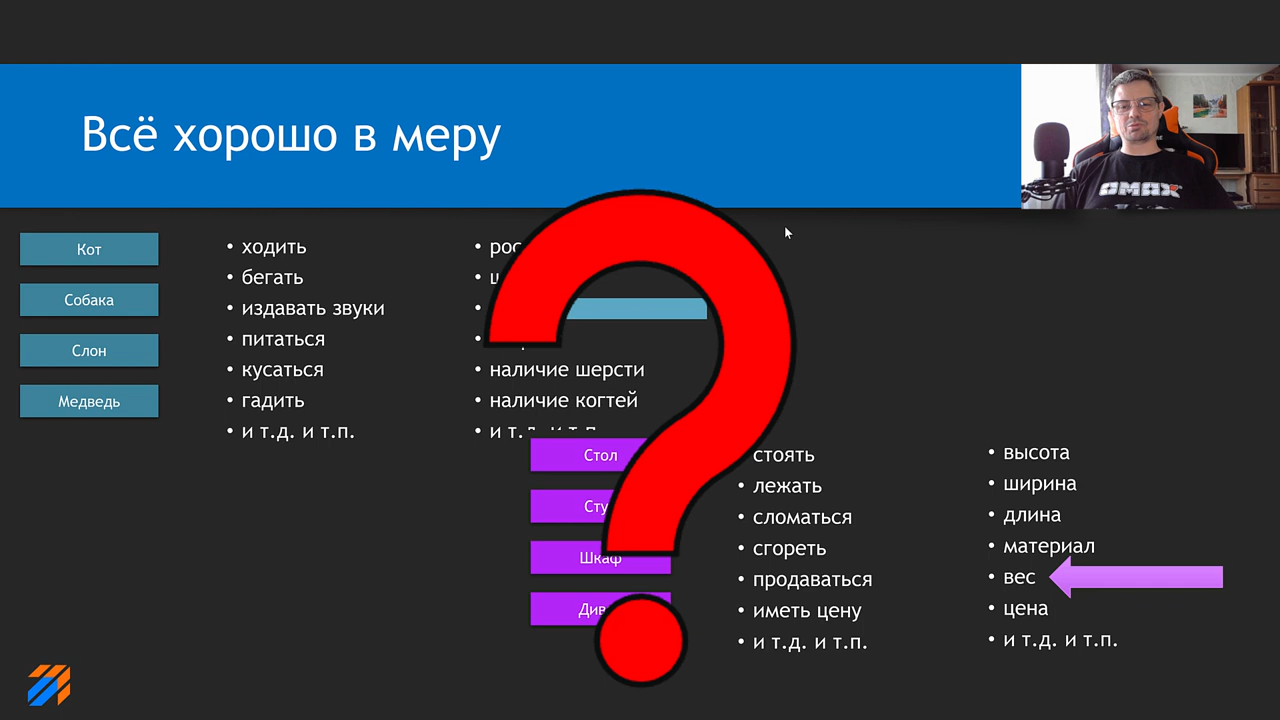 Всё хорошо в меру
Кот
Собака
Слон
Медведь
• ходить
• бегать
• издавать звуки
• питаться
• кусаться
• гадить
• и т.д. и т.п.
• наличие шерсти
• наличие когтей
• и т.д. и т.п.
Стол
Шкаф
стоять
• лежать
• сломаться
• сгореть
• продаваться
• иметь цену
• и т.д. и т.п.
• высота
• ширина
• длина
• материал
• вес
• цена
• и т.д. и т.п.
?